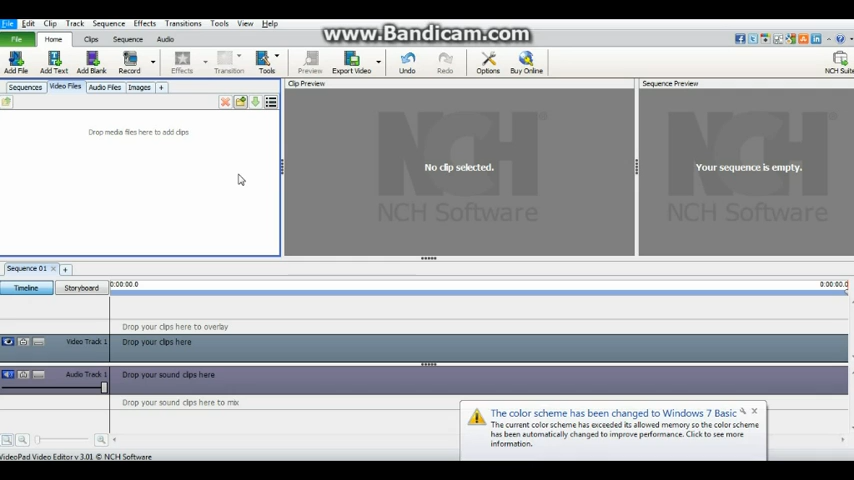 www.Bandicam.com
File Edit Clip Track Sequence Effects Transitions Tools View Help
File Home Clips Sequence Audio
Add File Add Text Add Blank Record Effects Transition Tools Preview Export Video Undo Redo Options Buy Online NCH Suite
Sequences Video Files Audio Files Images +
Clip Preview
Sequence Preview
Drop media files here to add clips
NCH
No clip selected.
NCH Software
NCH
Your sequence is empty.
NCH Software
Sequence 01 +
Timeline Storyboard
0:00:00.0
0:00:00.0
Drop your clips here to overlay
Video Track 1
Drop your clips here
Audio Track 1
Drop your sound clips here
Drop your sound clips here to mix
The color scheme has been changed to Windows 7 Basic
The current color scheme has exceeded its allowed memory so the color scheme
has been automatically changed to improve performance. Click to see more
information.
VideoPad Video Editor v 3.01 © NCH Software